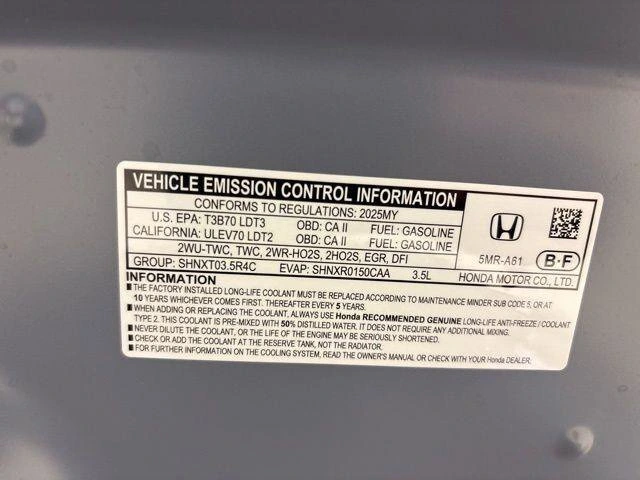 VEHICLE EMISSION CONTROL INFORMATION
CONFORMS TO REGULATIONS: 2025MY
U.S. EPA: T3B70 LDT3 OBD: CA II FUEL: GASOLINE
CALIFORNIA: ULEV70 LDT2 OBD: CA II FUEL: GASOLINE
2WU-TWC, TWC, 2WR-HO2S, 2HO2S, EGR, DFI
GROUP: SHNXT03.5R4C EVAP: SHNXR0150CAA 3.5L
5MR-A61 B-F
HONDA MOTOR CO., LTD.
INFORMATION
■ THE FACTORY INSTALLED LONG-LIFE COOLANT MUST BE REPLACED ACCORDING TO MAINTENANCE MINDER SUB CODE 5, OR AT
10 YEARS WHICHEVER COMES FIRST. THEREAFTER EVERY 5 YEARS.
■ WHEN ADDING OR REPLACING THE COOLANT, ALWAYS USE Honda RECOMMENDED GENUINE LONG-LIFE ANTI-FREEZE / COOLANT
TYPE 2. THIS COOLANT IS PRE-MIXED WITH 50% DISTILLED WATER. IT DOES NOT REQUIRE ANY ADDITIONAL MIXING.
■ NEVER DILUTE THE COOLANT, OR THE LIFE OF THE ENGINE MAY BE SERIOUSLY SHORTENED.
■ CHECK OR ADD THE COOLANT AT THE RESERVE TANK, NOT THE RADIATOR.
■ FOR FURTHER INFORMATION ON THE COOLING SYSTEM, READ THE OWNER'S MANUAL OR CHECK WITH YOUR Honda DEALER.